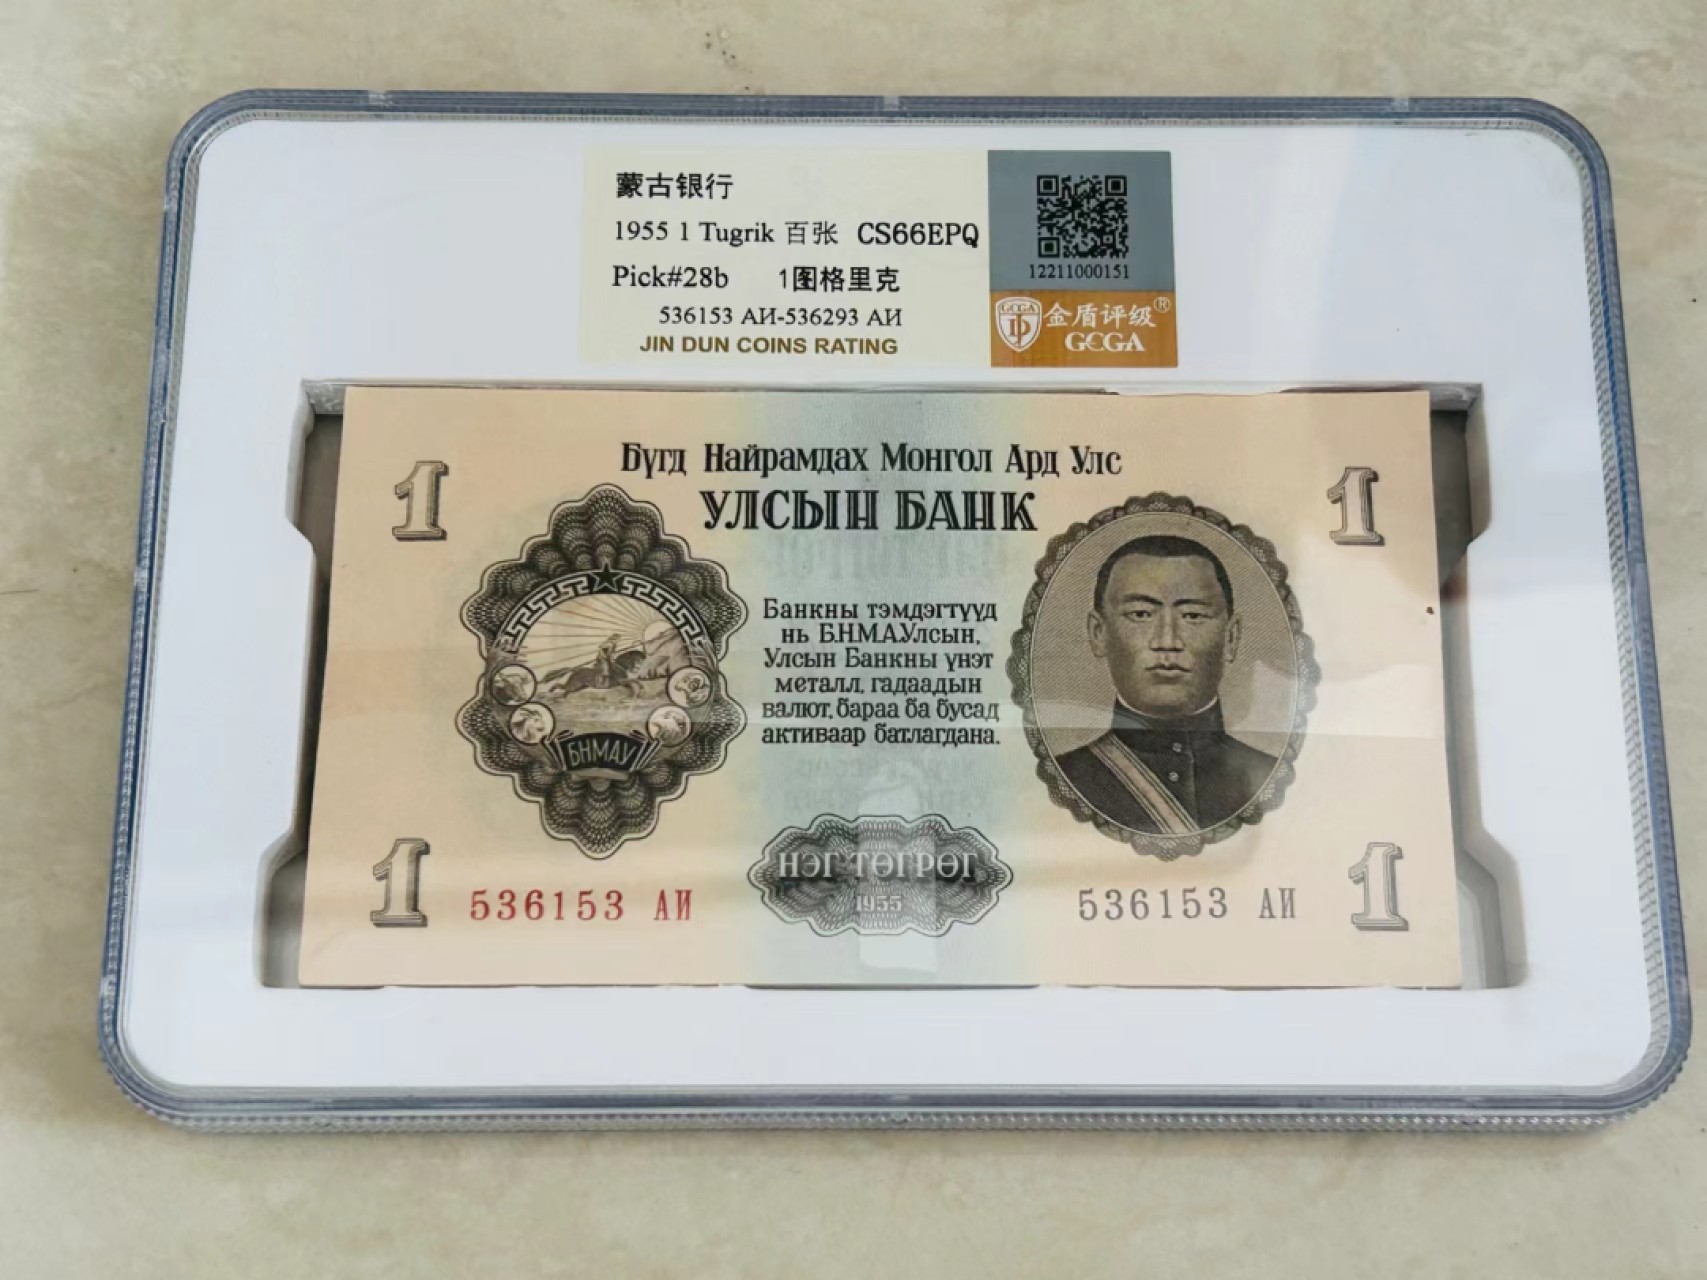 蒙古银行
1955 1 Tugrik 百张 CS66EPQ
Pick#28b 1图格里克
536153 АИ-536293 АИ
JIN DUN COINS RATING
12211000151
GCGA
金盾评级®
GCGA
1
1
Бүгд Найрамдах Монгол Ард Улс
УЛСЫН БАНК
Банкны тэмдэгтүүд
нь Б.Н.М.А.Улсын,
Улсын Банкны үнэт
металл, гадаадын
валют, бараа ба бусад
активаар батлагдана.
БНМАУ
НЭГ ТӨГРӨГ
1955
1
536153 АИ
536153 АИ
1